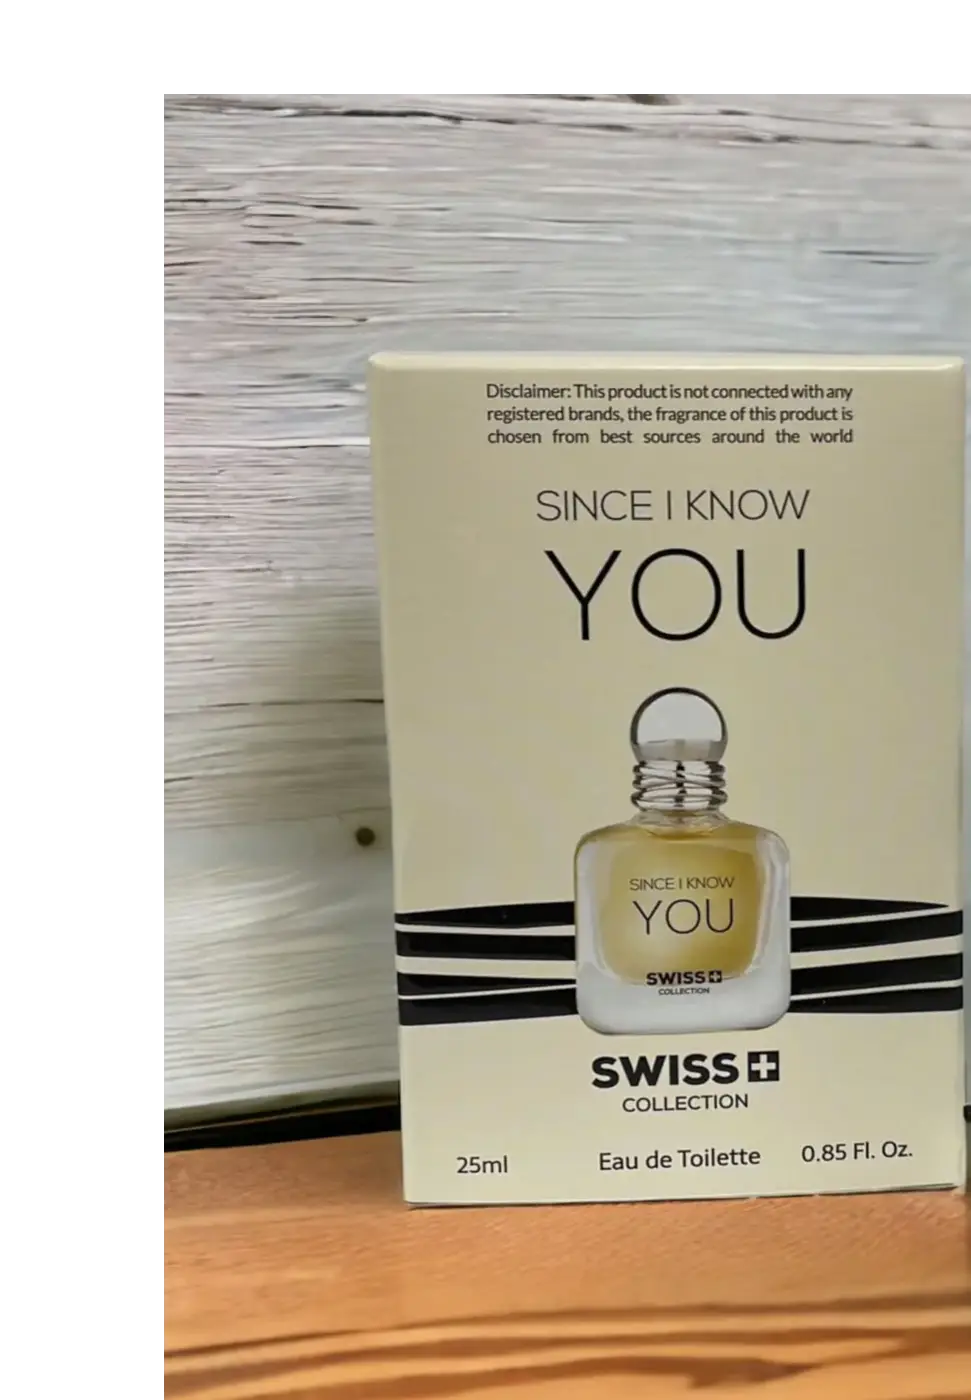 Disclaimer: This product is not connected with any
registered brands, the fragrance of this product is
chosen from best sources around the world
SINCE I KNOW
YOU
SINCE I KNOW
YOU
SWISS
COLLECTION
SWISS
COLLECTION
25ml Eau de Toilette 0.85 Fl. Oz.